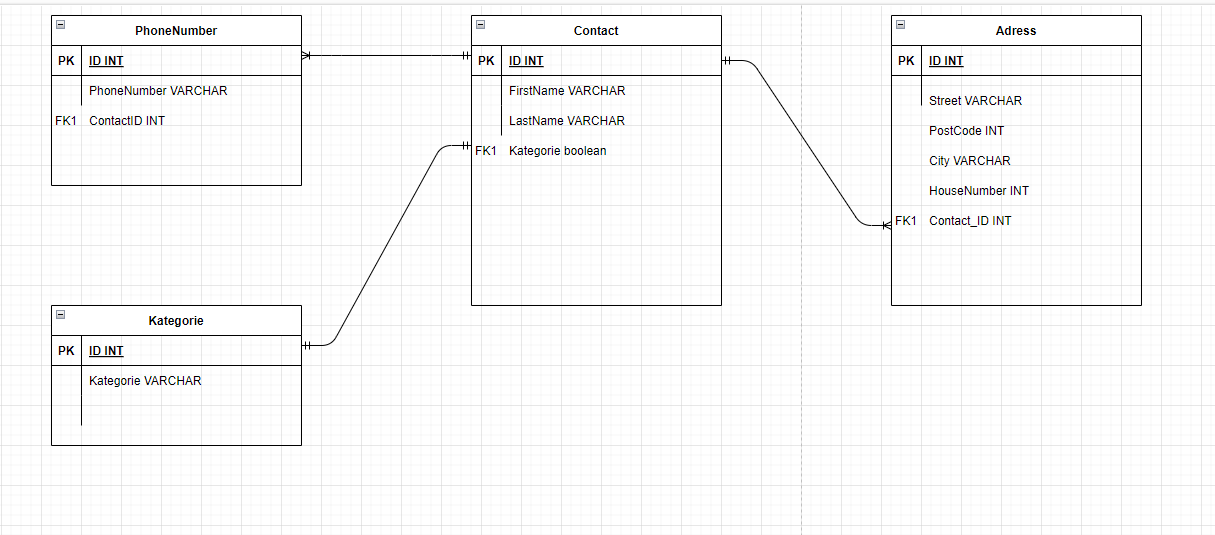 PhoneNumber
PK ID INT
PhoneNumber VARCHAR
FK1 ContactID INT
Contact
PK ID INT
FirstName VARCHAR
LastName VARCHAR
FK1 Kategorie boolean
Adress
PK ID INT
Street VARCHAR
PostCode INT
City VARCHAR
HouseNumber INT
FK1 Contact_ID INT
Kategorie
PK ID INT
Kategorie VARCHAR